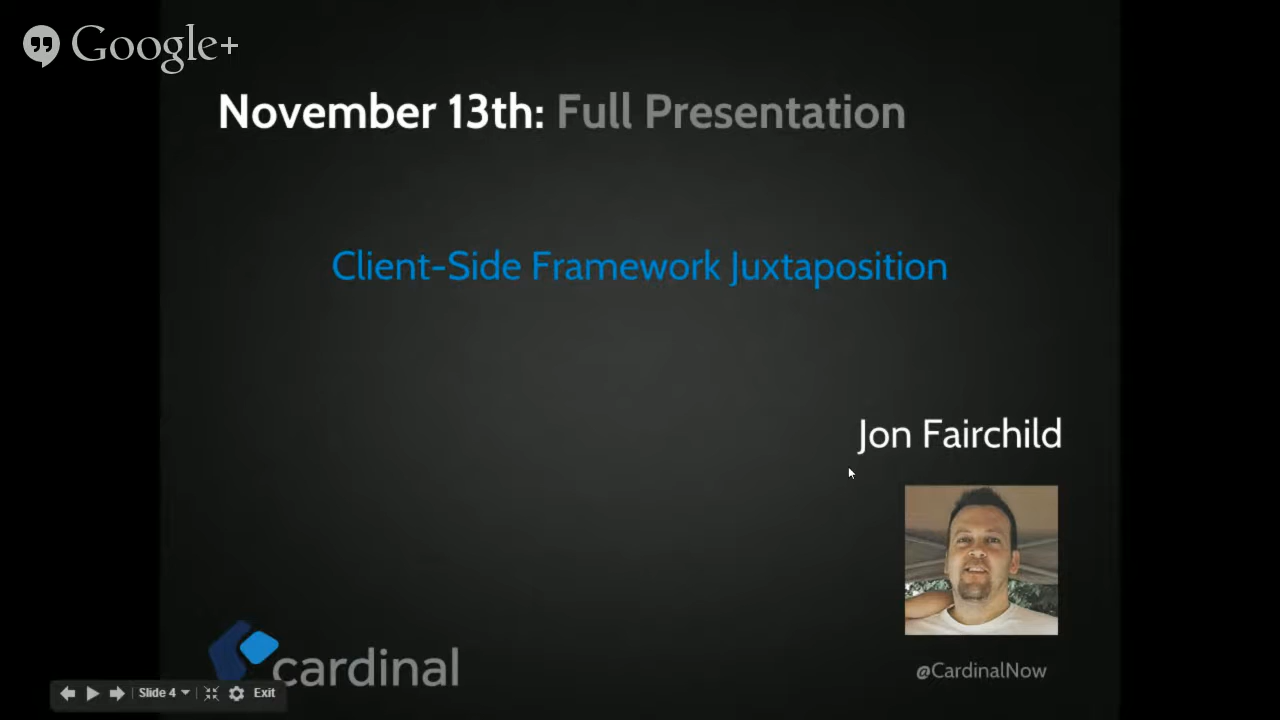 Google+
November 13th: Full Presentation
Client-Side Framework Juxtaposition
Jon Fairchild
cardinal
@CardinalNow
Slide 4
Exit